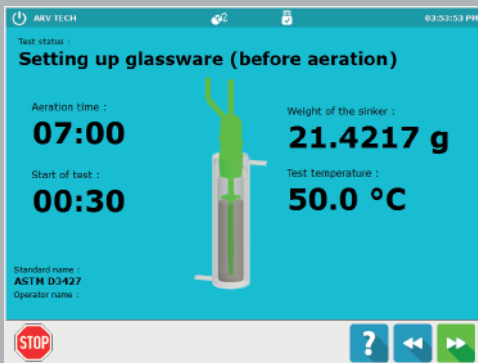 ARV TECH
03:53:53 PM
Test status :
Setting up glassware (before aeration)
Aeration time :
07:00
Weight of the sinker :
21.4217 g
Start of test :
00:30
Test temperature :
50.0 °C
Standard name :
ASTM D3427
Operator name :
STOP
?